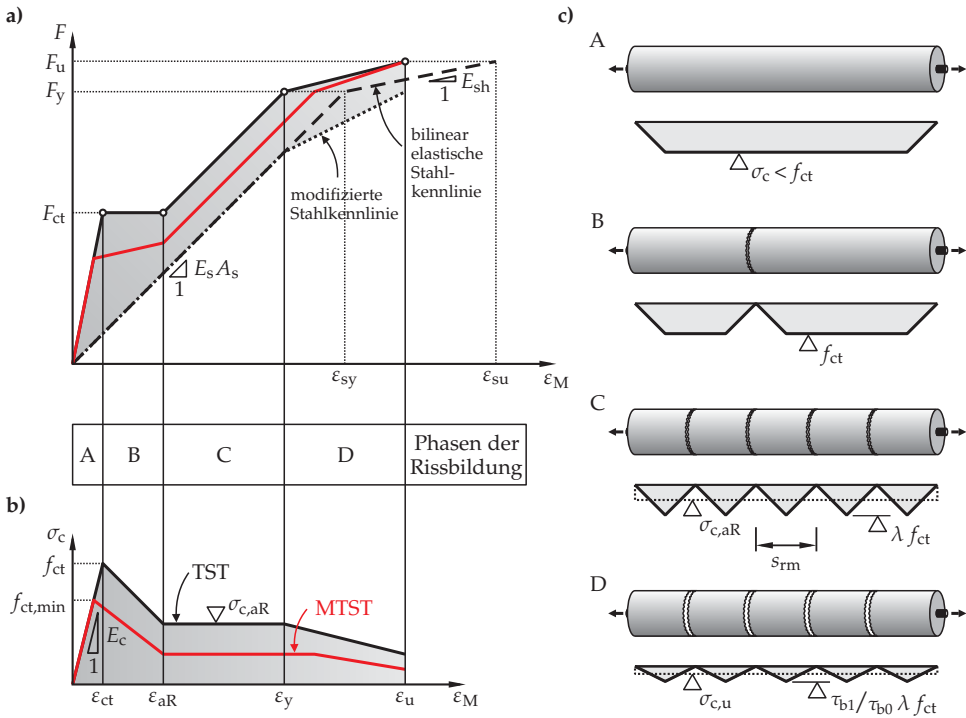 a)
F
F_u
F_y
F_ct
E_sh
1
bilinear
elastische
Stahl-
kennlinie
modifizierte
Stahlkennlinie
E_s A_s
1
ε_sy
ε_su
ε_M
A
B
C
D
Phasen der
Rissbildung
b)
σ_c
f_ct
f_ct,min
E_c
1
TST
σ_c,aR
MTST
ε_ct
ε_aR
ε_y
ε_u
ε_M
c)
A
σ_c < f_ct
B
f_ct
C
σ_c,aR
λ f_ct
s_rm
D
σ_c,u
τ_b1/τ_b0 λ f_ct